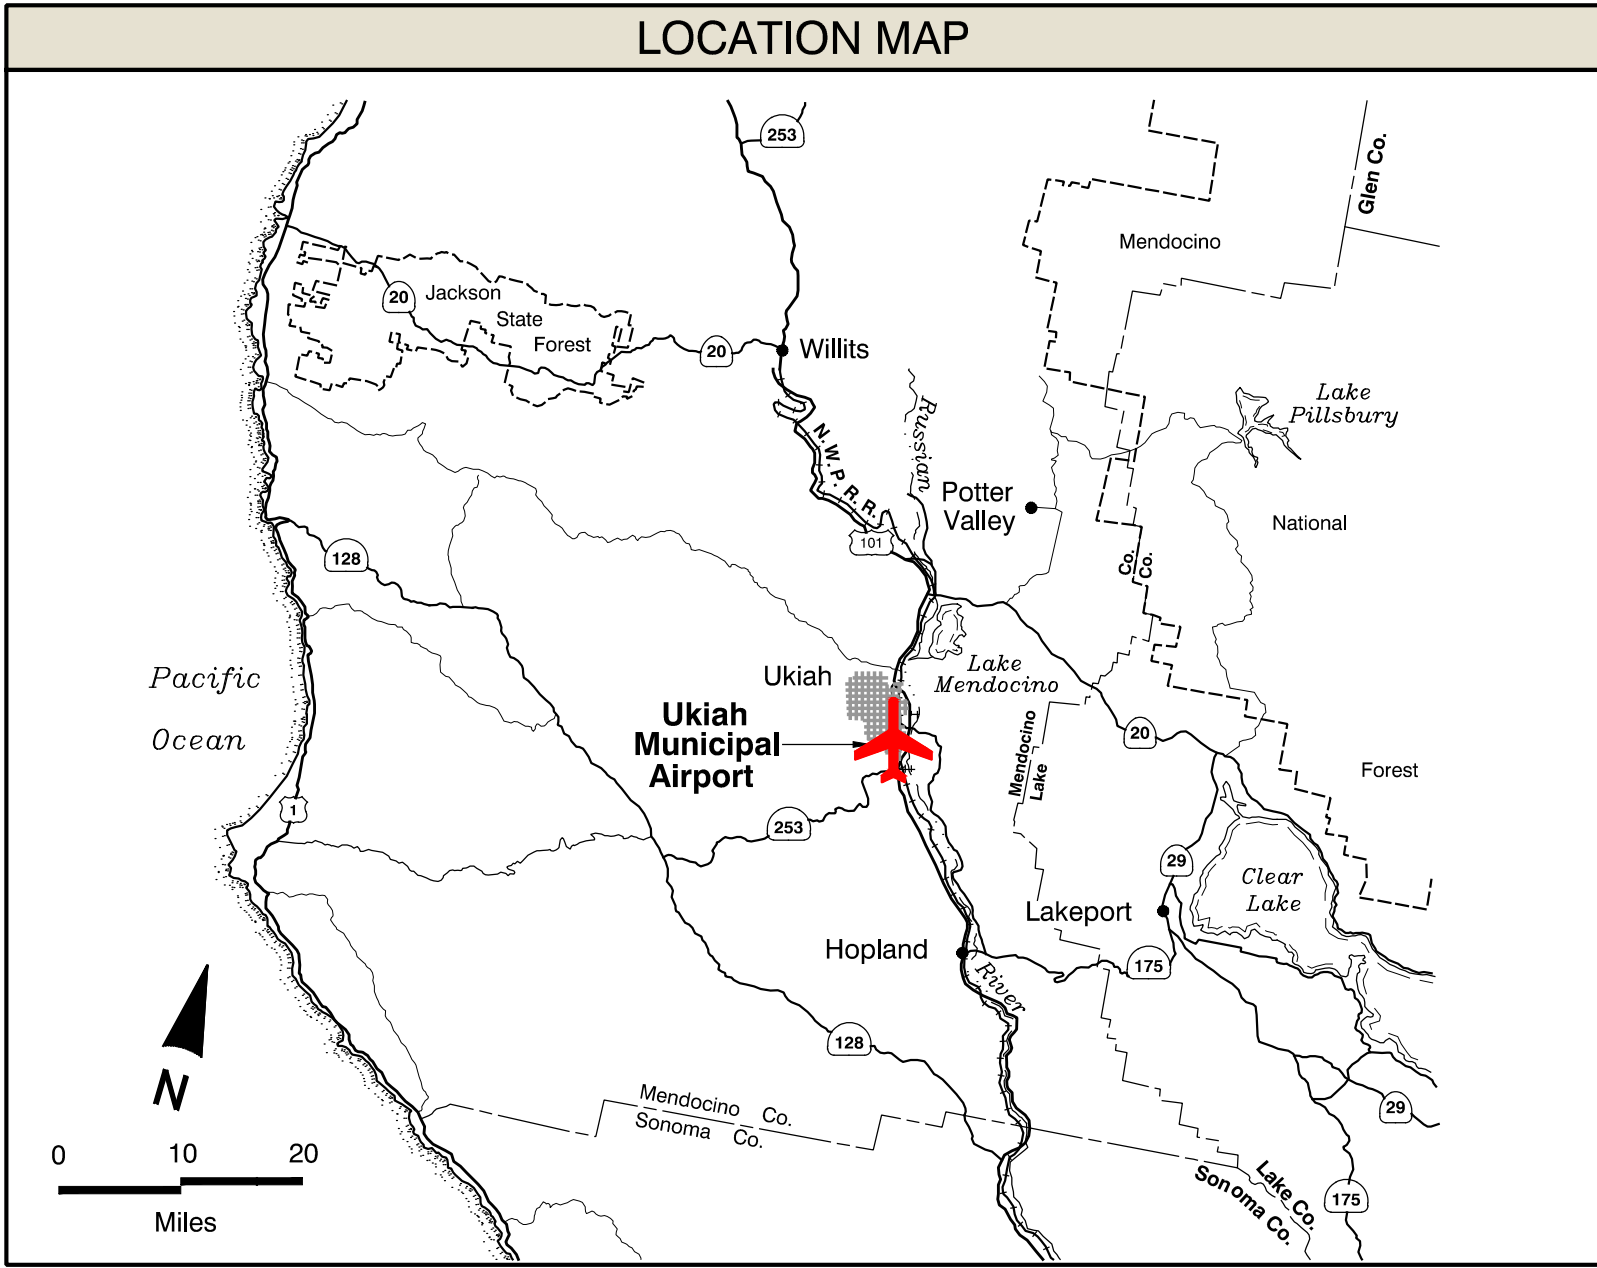 LOCATION MAP
253
Glen Co.
Mendocino
20
Jackson
State
Forest
20
Willits
Lake
Pillsbury
Russian
N.W.P. R.R.
Potter
Valley
National
101
128
Co.
Co.
Pacific
Ocean
Ukiah
Lake
Mendocino
Ukiah
Municipal
Airport
Mendocino
Lake
20
Forest
1
253
29
Clear
Lake
Lakeport
Hopland
175
River
128
N
Mendocino Co.
Sonoma Co.
29
Lake Co.
Sonoma Co.
175
0 10 20
Miles